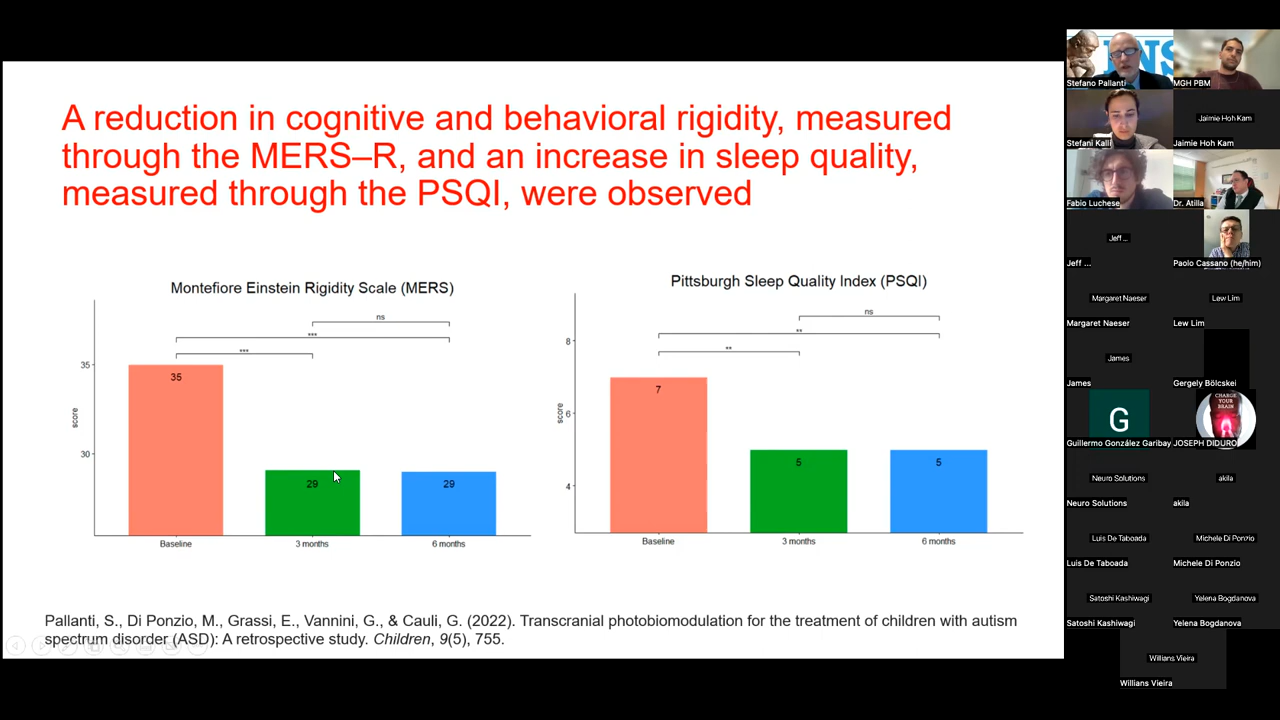 A reduction in cognitive and behavioral rigidity, measured
through the MERS–R, and an increase in sleep quality,
measured through the PSQI, were observed
Montefiore Einstein Rigidity Scale (MERS)
ns
***
***
35
30
score
35
29
29
Baseline
3 months
6 months
Pittsburgh Sleep Quality Index (PSQI)
ns
**
**
8
6
4
score
7
5
5
Baseline
3 months
6 months
Pallanti, S., Di Ponzio, M., Grassi, E., Vannini, G., & Cauli, G. (2022). Transcranial photobiomodulation for the treatment of children with autism
spectrum disorder (ASD): A retrospective study. Children, 9(5), 755.
Stefano Pallanti
MGH PBM
Stefani Kalli
Jaimie Hoh Kam
Jaimie Hoh Kam
Fabio Luchese
Dr. Atilla
Jeff ...
Jeff ...
Paolo Cassano (he/him)
Margaret Naeser
Margaret Naeser
Lew Lim
Lew Lim
James
James
Gergely Bölcskei
G
Guillermo González Garibay
CHARGE
YOUR
BRAIN
JOSEPH DIDURO
Neuro Solutions
Neuro Solutions
akila
akila
Luis De Taboada
Luis De Taboada
Michele Di Ponzio
Michele Di Ponzio
Satoshi Kashiwagi
Satoshi Kashiwagi
Yelena Bogdanova
Yelena Bogdanova
Willians Vieira
Willians Vieira